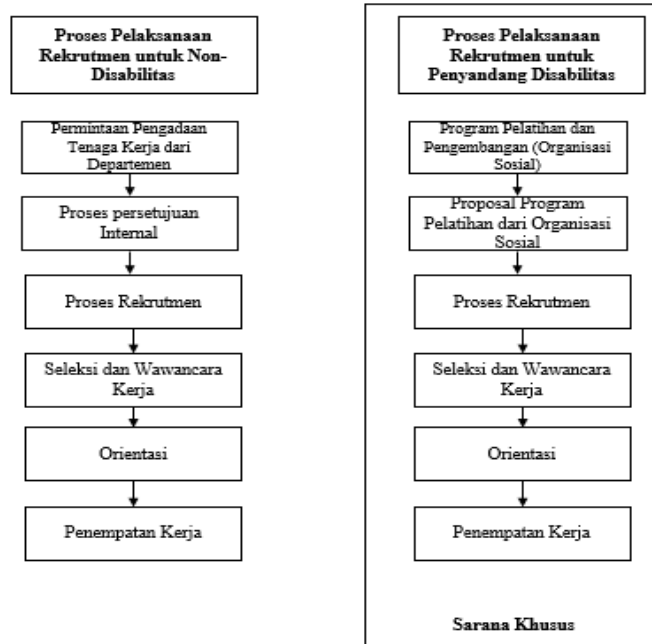 Proses Pelaksanaan
Rekrutmen untuk Non-
Disabilitas
Permintaan Pengadaan
Tenaga Kerja dari
Departemen
Proses persetujuan
Internal
Proses Rekrutmen
Seleksi dan Wawancara
Kerja
Orientasi
Penempatan Kerja
Proses Pelaksanaan
Rekrutmen untuk
Penyandang Disabilitas
Program Pelatihan dan
Pengembangan (Organisasi
Sosial)
Proposal Program
Pelatihan dari Organisasi
Sosial
Proses Rekrutmen
Seleksi dan Wawancara
Kerja
Orientasi
Penempatan Kerja
Sarana Khusus